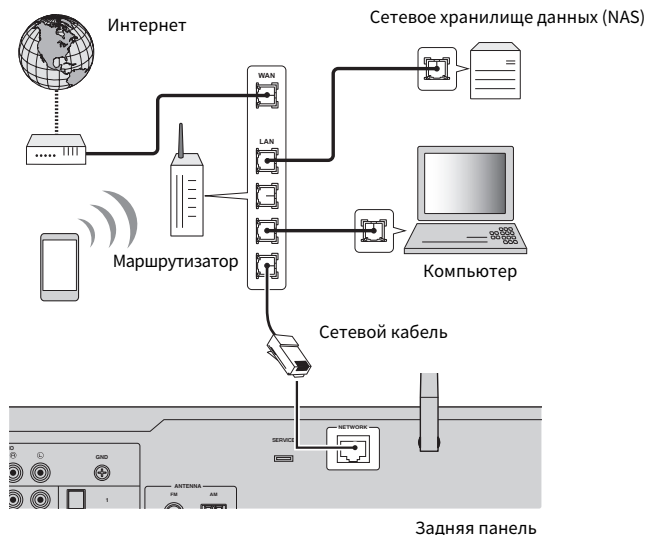 Интернет
Сетевое хранилище данных (NAS)
WAN
LAN
Маршрутизатор
Компьютер
Сетевой кабель
SERVICE
NETWORK
R
L
GND
1
ANTENNA
FM
AM
Задняя панель